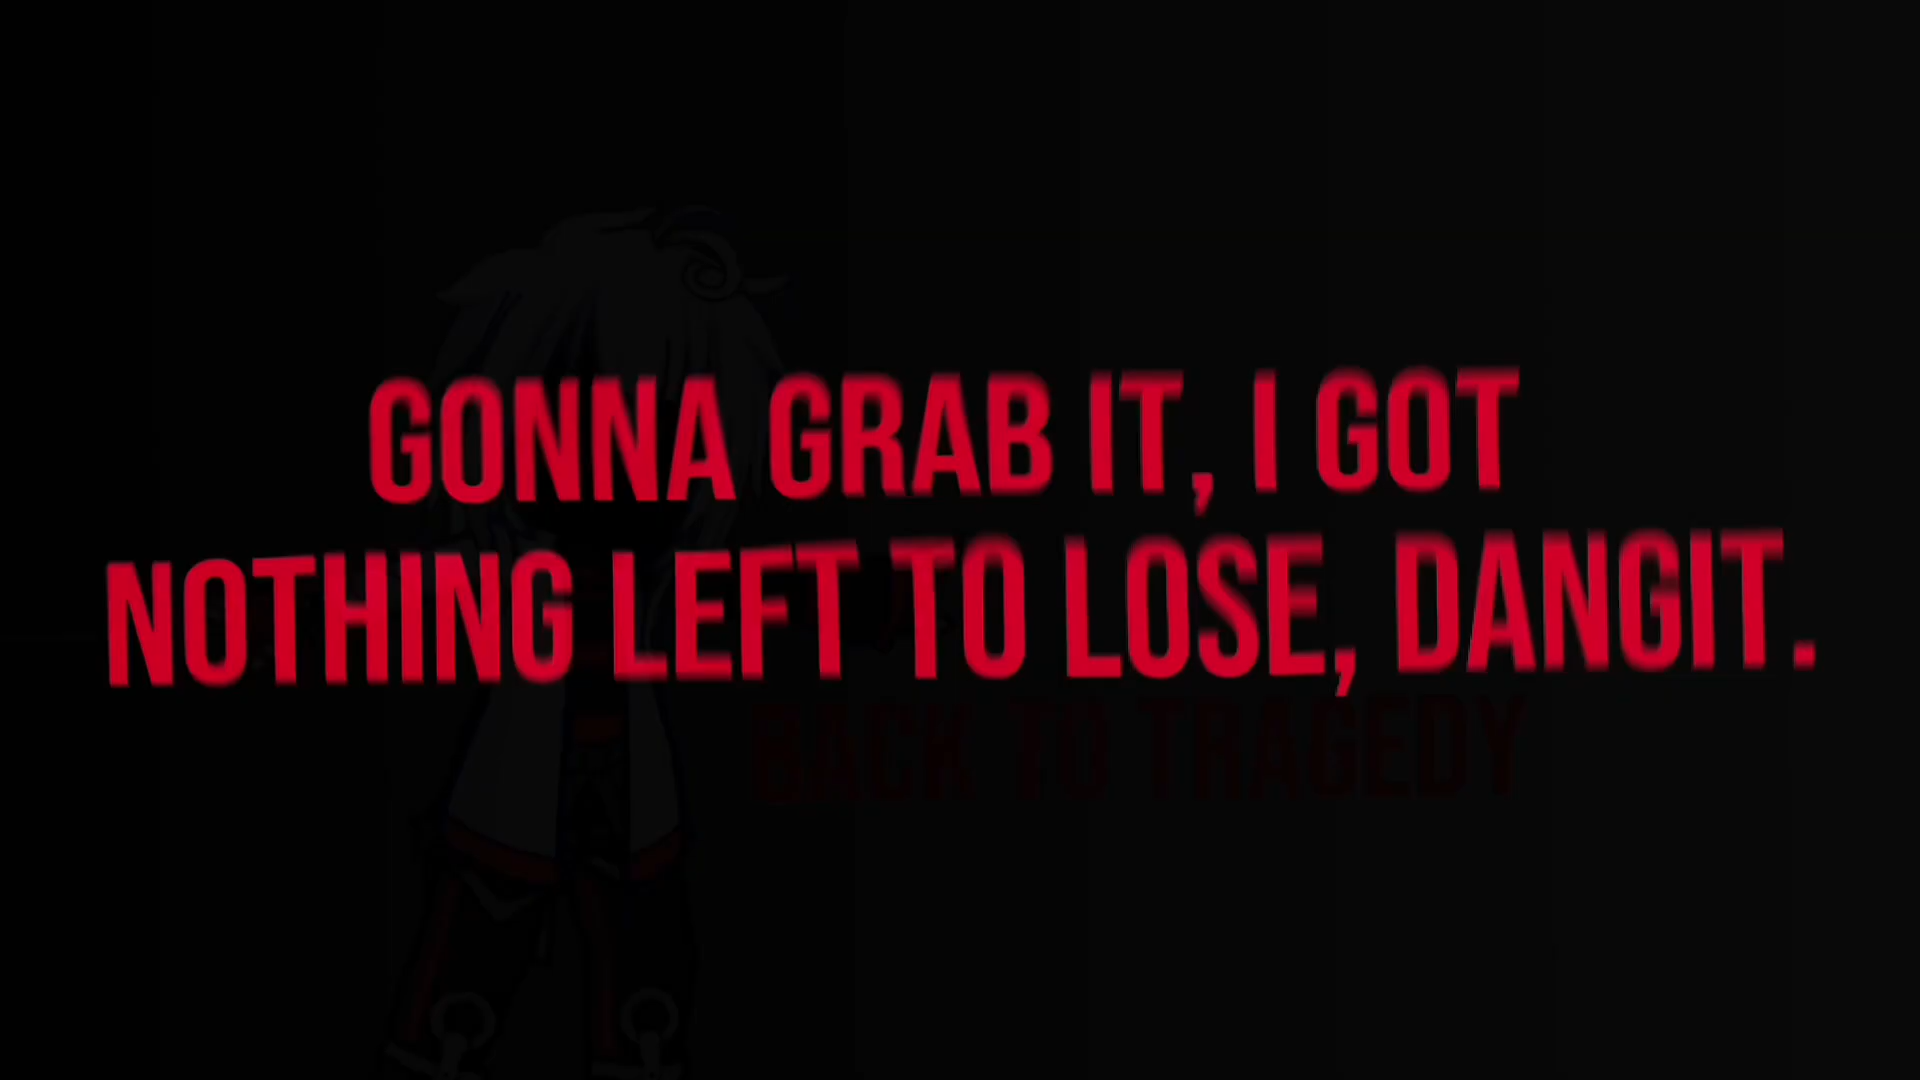 GONNA GRAB IT, I GOT
NOTHING LEFT TO LOSE, DANGIT.
BACK TO TRAGEDY